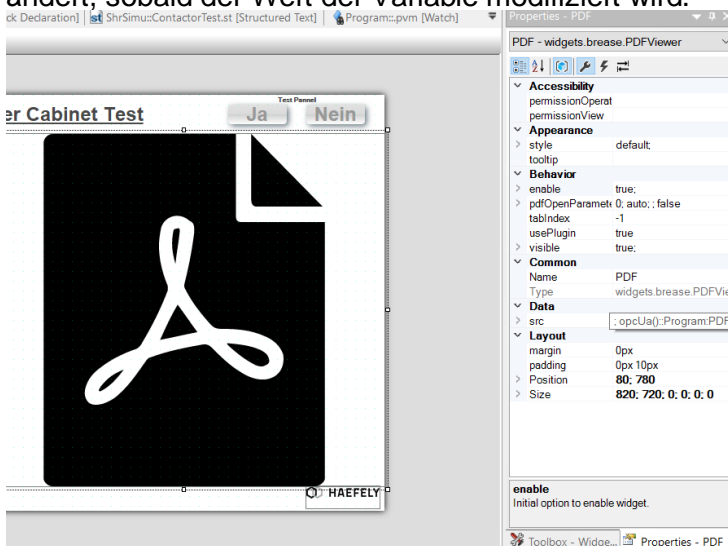 ändert, sobald der Wert der Variable modifiziert wird.
ck Declaration] ShrSimu::ContactorTest.st [Structured Text] Program::.pvm [Watch]
Properties - PDF
PDF - widgets.brease.PDFViewer
Test Pannel
er Cabinet Test
Ja
Nein
HAEFELY
Accessibility
permissionOperat
permissionView
Appearance
style default;
tooltip
Behavior
enable true;
pdfOpenParamete 0; auto; ; false
tabIndex -1
usePlugin true
visible true;
Common
Name PDF
Type widgets.brease.PDFVie
Data
src ; opcUa()::Program:PDF
Layout
margin 0px
padding 0px 10px
Position 80; 780
Size 820; 720; 0; 0; 0; 0
enable
Initial option to enable widget.
Toolbox - Widge... Properties - PDF